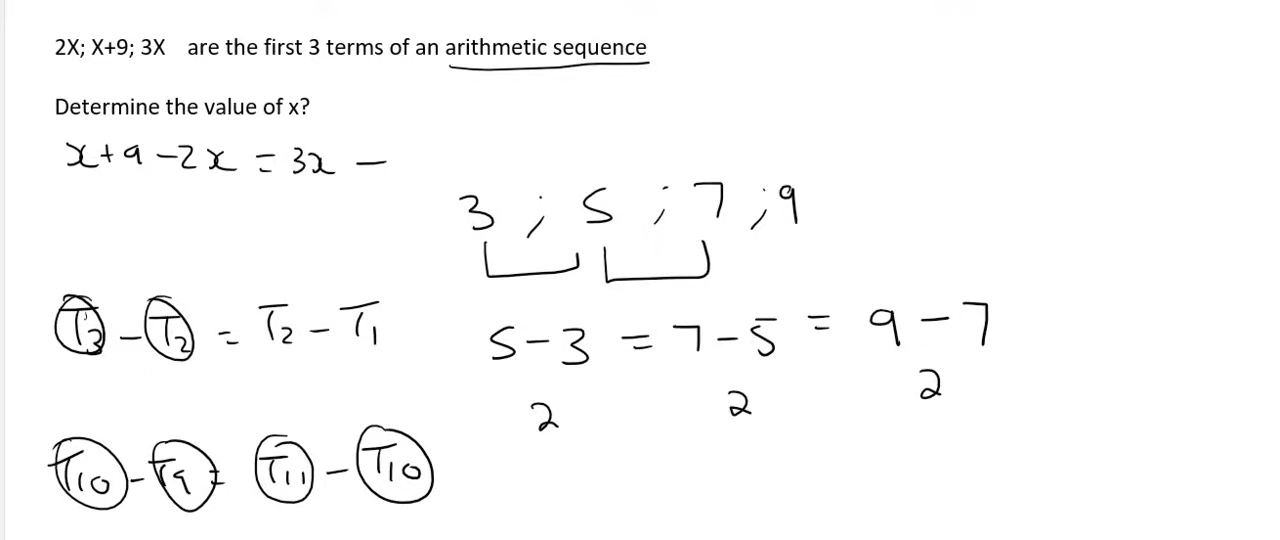 2X; X+9; 3X are the first 3 terms of an arithmetic sequence
Determine the value of x?
x+9-2x = 3x -
3 ; 5 ; 7 ; 9
T3 - T2 = T2 - T1
5-3 = 7-5 = 9-7
2 2 2
T10 - T9 = T11 - T10